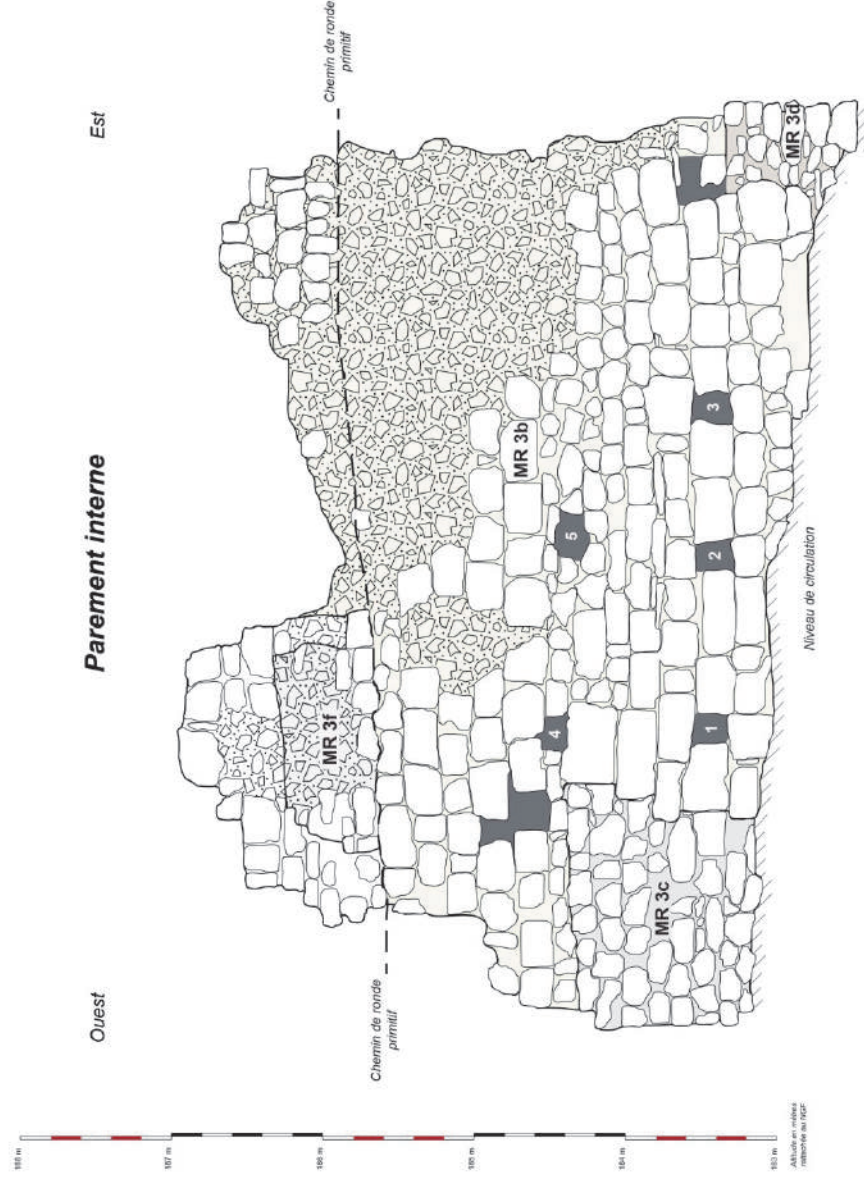 Parement interne
Ouest
Est
Chemin de ronde
primitif
Chemin de ronde
primitif
MR 3f
MR 3b
MR 3c
MR 3d
5
4
1
2
3
Niveau de circulation
188 m
187 m
186 m
185 m
184 m
183 m
Altitude en mètres
rattachée au NGF